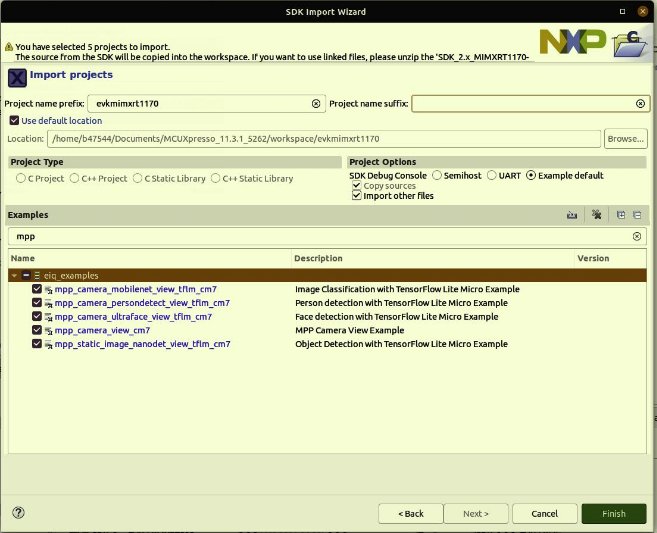 SDK Import Wizard
You have selected 5 projects to import.
The source from the SDK will be copied into the workspace. If you want to use linked files, please unzip the 'SDK_2.x_MIMXRT1170-
NXP
Import projects
Project name prefix: evkmimxrt1170 Project name suffix:
Use default location
Location: /home/b47544/Documents/MCUXpresso_11.3.1_5262/workspace/evkmimxrt1170 Browse...
Project Type Project Options
C Project C++ Project C Static Library C++ Static Library SDK Debug Console Semihost UART Example default
Copy sources
Import other files
Examples
mpp
Name Description Version
eiq_examples
mpp_camera_mobilenet_view_tflm_cm7 Image Classification with TensorFlow Lite Micro Example
mpp_camera_persondetect_view_tflm_cm7 Person detection with TensorFlow Lite Micro Example
mpp_camera_ultraface_view_tflm_cm7 Face detection with TensorFlow Lite Micro Example
mpp_camera_view_cm7 MPP Camera View Example
mpp_static_image_nanodet_view_tflm_cm7 Object Detection with TensorFlow Lite Micro Example
< Back Next > Cancel Finish